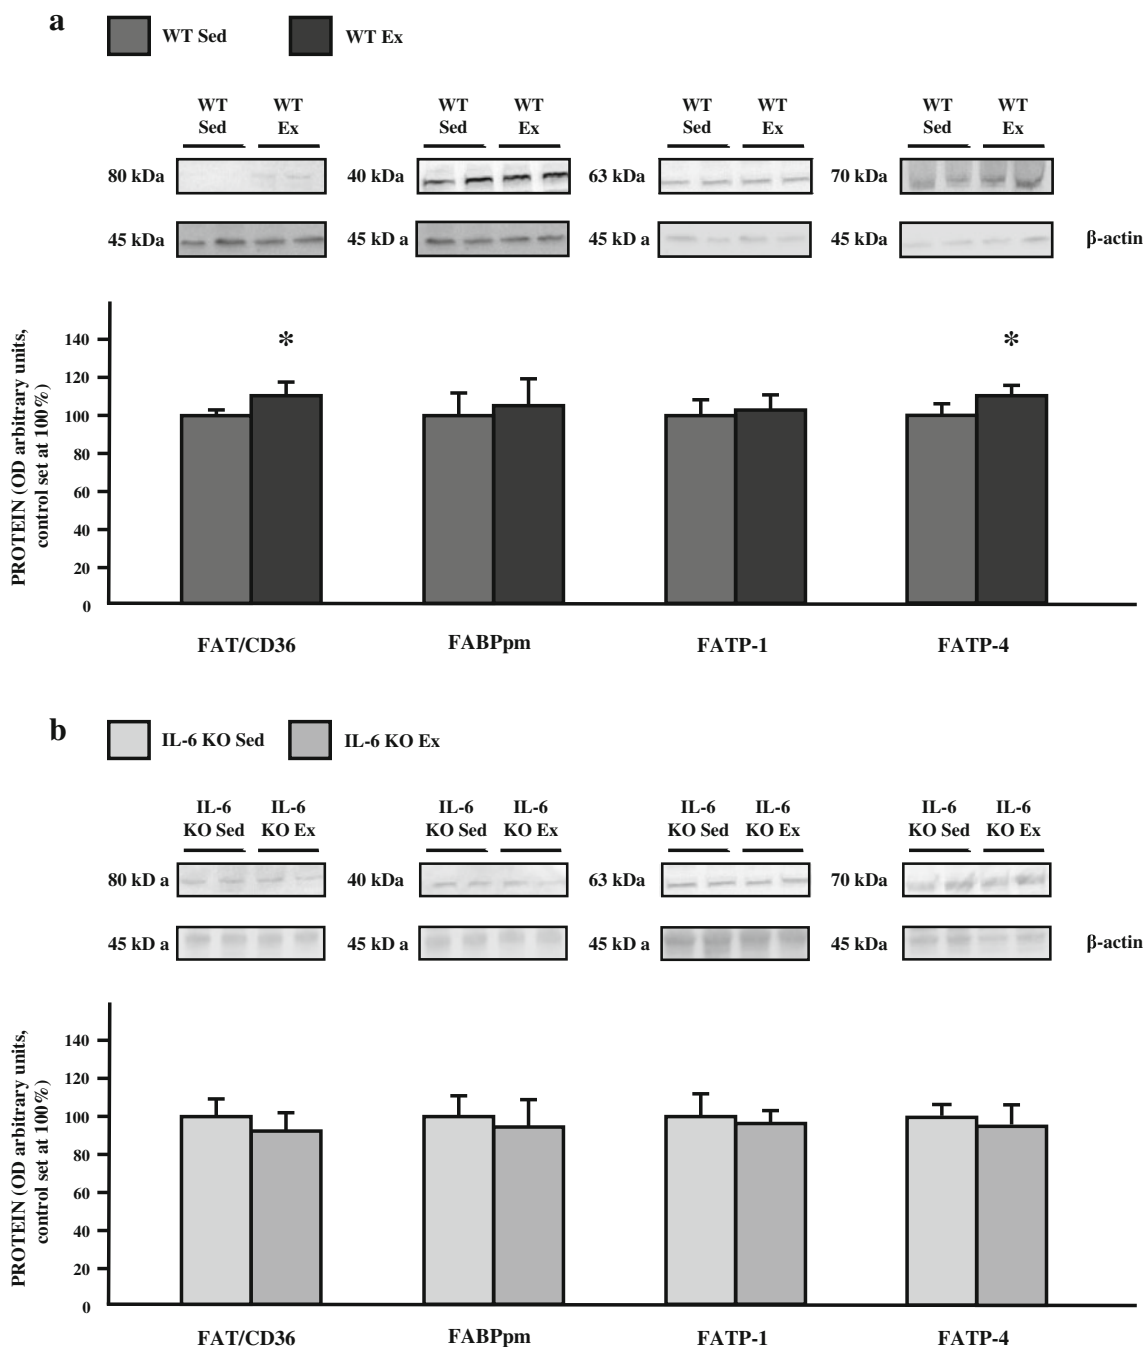 a
WT Sed WT Ex
WT WT WT WT WT WT WT WT
Sed Ex Sed Ex Sed Ex Sed Ex
80 kDa 40 kDa 63 kDa 70 kDa
45 kDa 45 kD a 45 kD a 45 kDa β-actin
PROTEIN (OD arbitrary units,
control set at 100%)
140
*
*
120
100
80
60
40
20
0
FAT/CD36 FABPpm FATP-1 FATP-4
b
IL-6 KO Sed IL-6 KO Ex
IL-6 IL-6 IL-6 IL-6 IL-6 IL-6 IL-6 IL-6
KO Sed KO Ex KO Sed KO Ex KO Sed KO Ex KO Sed KO Ex
80 kD a 40 kDa 63 kDa 70 kDa
45 kD a 45 kD a 45 kD a 45 kDa β-actin
PROTEIN (OD arbitrary units,
control set at 100%)
140
120
100
80
60
40
20
0
FAT/CD36 FABPpm FATP-1 FATP-4